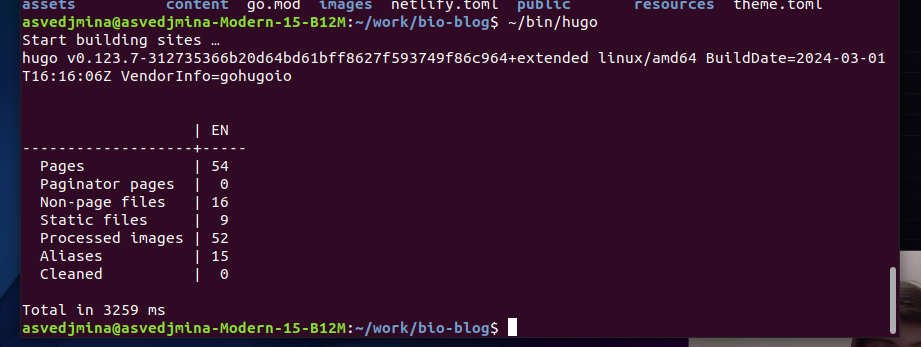 assets       content  go.mod  images  netlify.toml  public       resources  theme.toml
asvedjmina@asvedjmina-Modern-15-B12M:~/work/bio-blog$ ~/bin/hugo
Start building sites …
hugo v0.123.7-312735366b20d64bd61bff8627f593749f86c964+extended linux/amd64 BuildDate=2024-03-01
T16:16:06Z VendorInfo=gohugoio
                   | EN
-------------------+-----
  Pages            | 54
  Paginator pages  |  0
  Non-page files   | 16
  Static files     |  9
  Processed images | 52
  Aliases          | 15
  Cleaned          |  0
Total in 3259 ms
asvedjmina@asvedjmina-Modern-15-B12M:~/work/bio-blog$